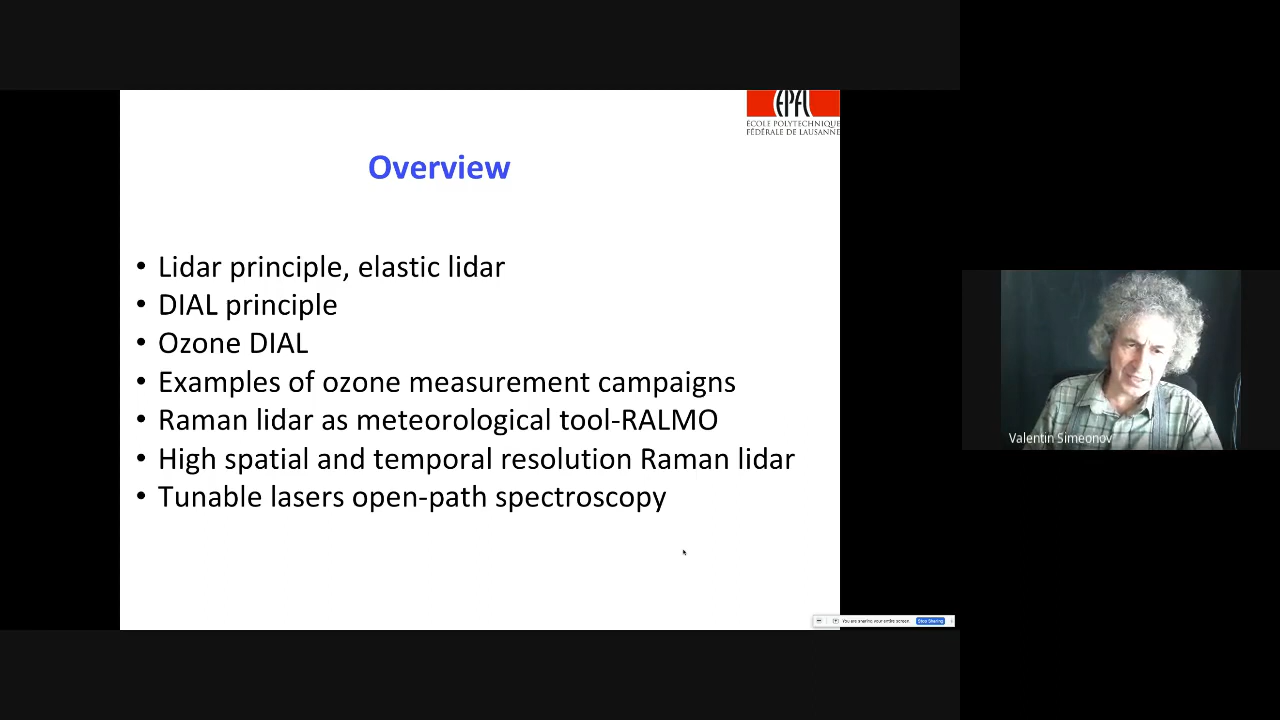 EPFL
ÉCOLE POLYTECHNIQUE
FÉDÉRALE DE LAUSANNE
Overview
• Lidar principle, elastic lidar
• DIAL principle
• Ozone DIAL
• Examples of ozone measurement campaigns
• Raman lidar as meteorological tool-RALMO
• High spatial and temporal resolution Raman lidar
• Tunable lasers open-path spectroscopy
Valentin Simeonov
You are sharing your entire screen. Stop Sharing